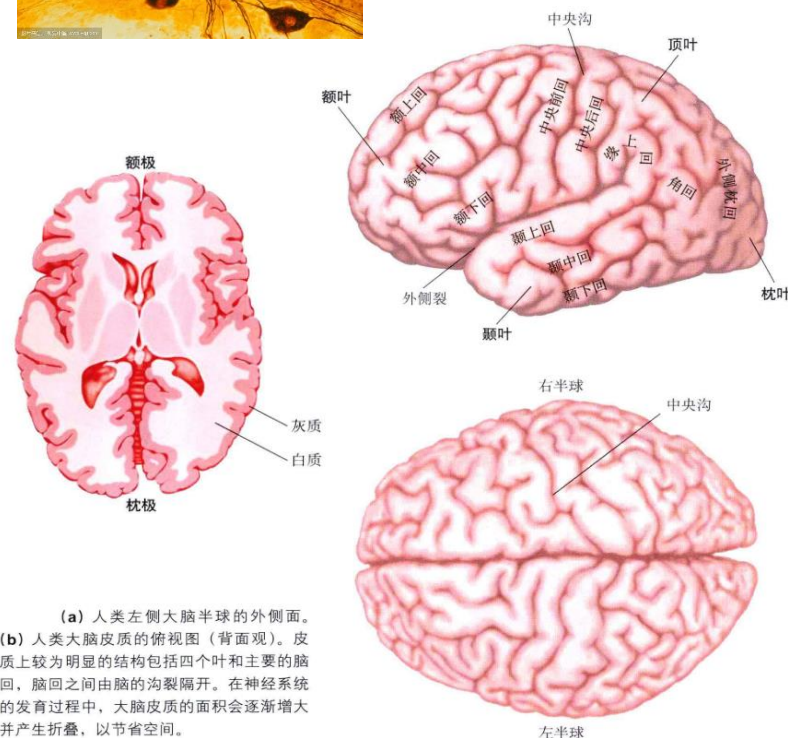 中央沟
顶叶
额叶
额上回
中央前回
中央后回
缘上回
额中回
角回
外侧枕回
额下回
颞上回
颞中回
颞下回
外侧裂
枕叶
颞叶
额极
灰质
白质
枕极
右半球
中央沟
左半球
(a) 人类左侧大脑半球的外侧面。
(b) 人类大脑皮质的俯视图（背面观）。皮
质上较为明显的结构包括四个叶和主要的脑
回，脑回之间由脑的沟裂隔开。在神经系统
的发育过程中，大脑皮质的面积会逐渐增大
并产生折叠，以节省空间。